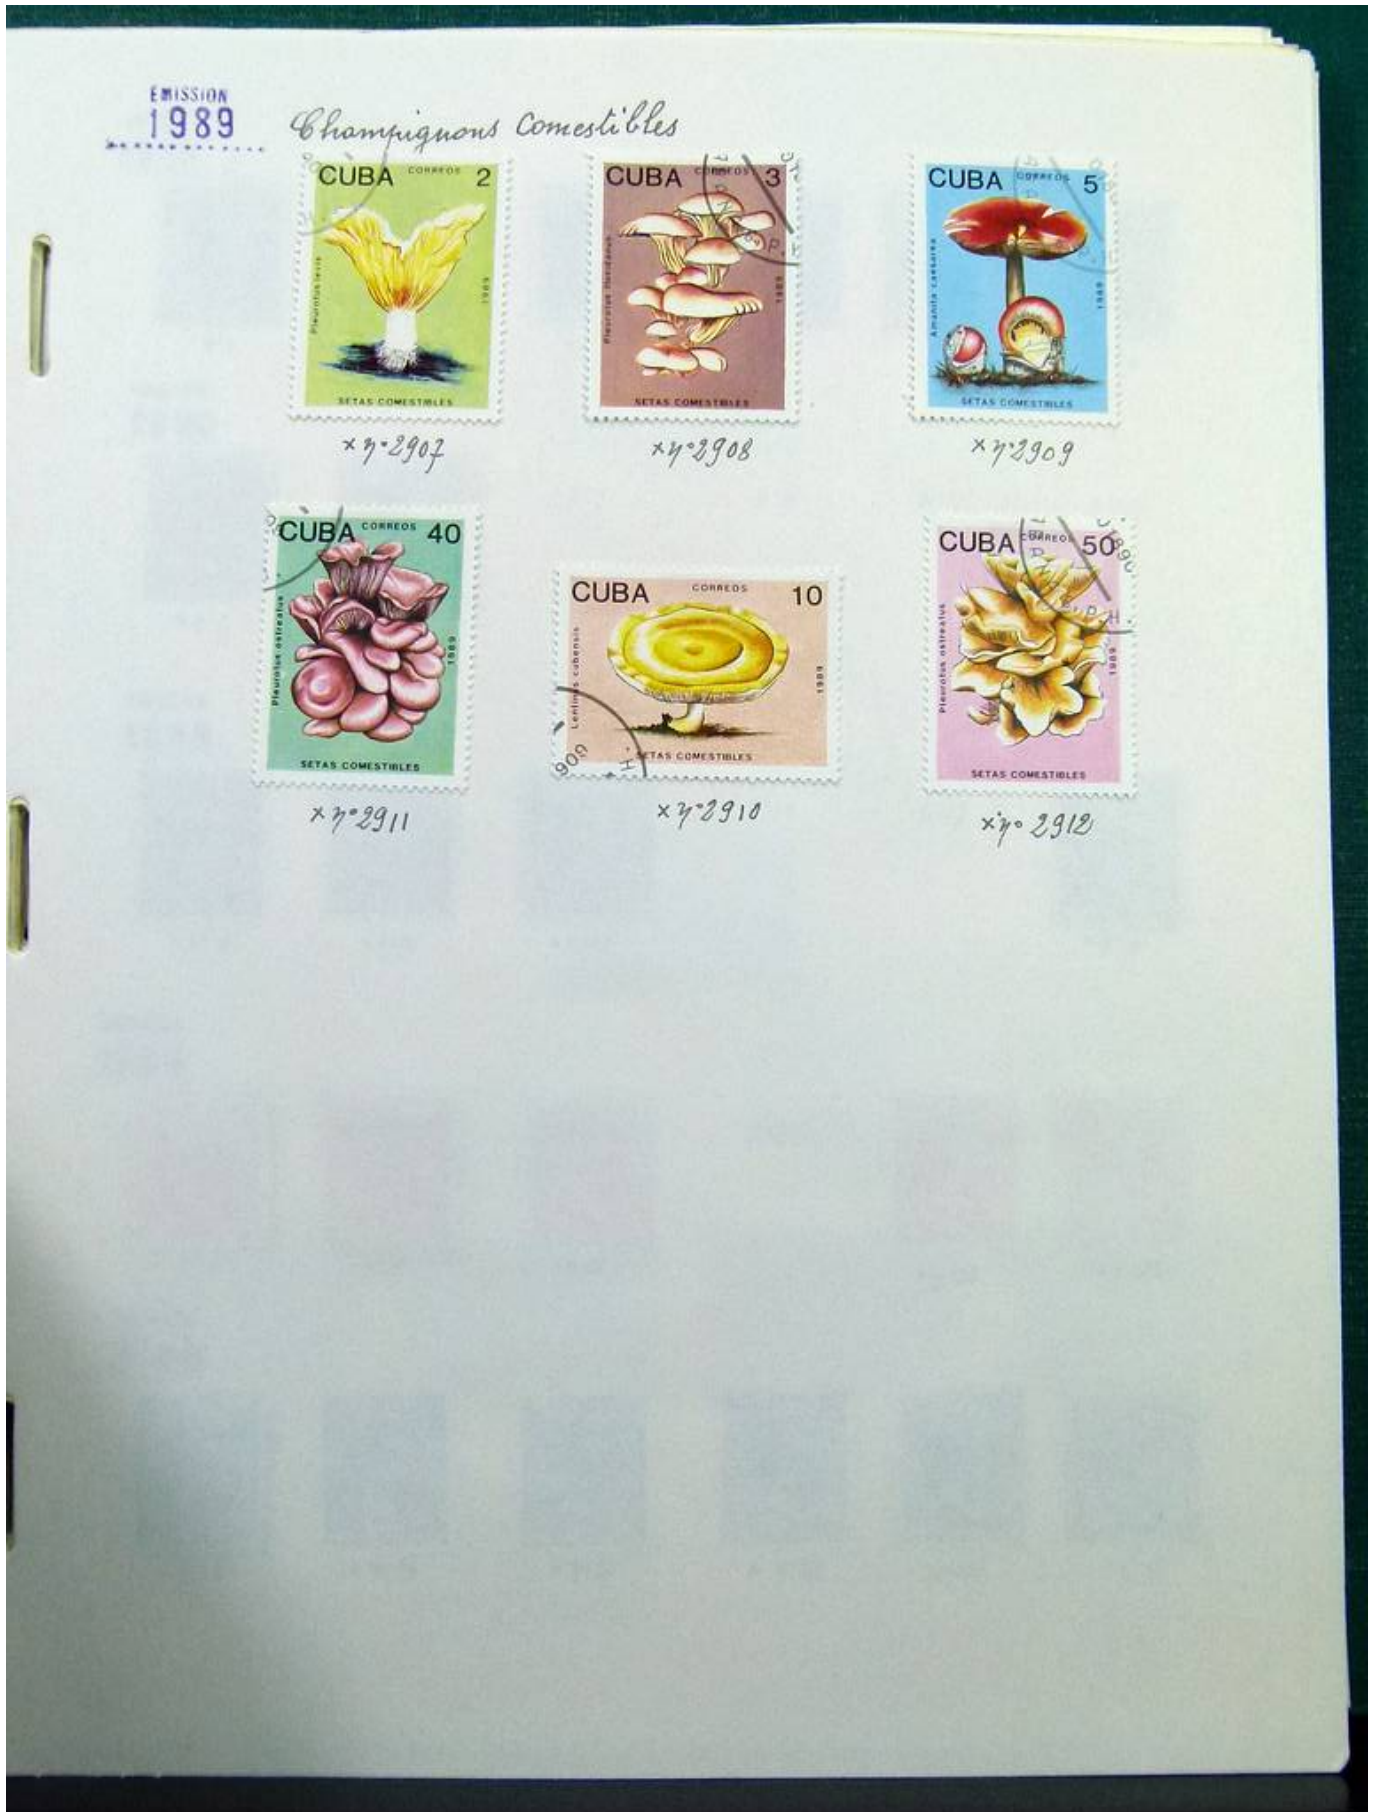 EMISSION
1989
Champignons Comestibles
CUBA CORREOS 2
Pleurotus levis
1989
SETAS COMESTIBLES
CUBA CORREOS 3
Pleurotus floridanus
1989
SETAS COMESTIBLES
CUBA CORREOS 5
Amanita caesarea
1989
SETAS COMESTIBLES
x n° 2907
x n° 2908
x n° 2909
CUBA CORREOS 40
Pleurotus ostreatus
1989
SETAS COMESTIBLES
CUBA CORREOS 10
Lentinus cubensis
1989
SETAS COMESTIBLES
CUBA CORREOS 50
Pleurotus ostreatus
1989
SETAS COMESTIBLES
x n° 2911
x n° 2910
x n° 2912